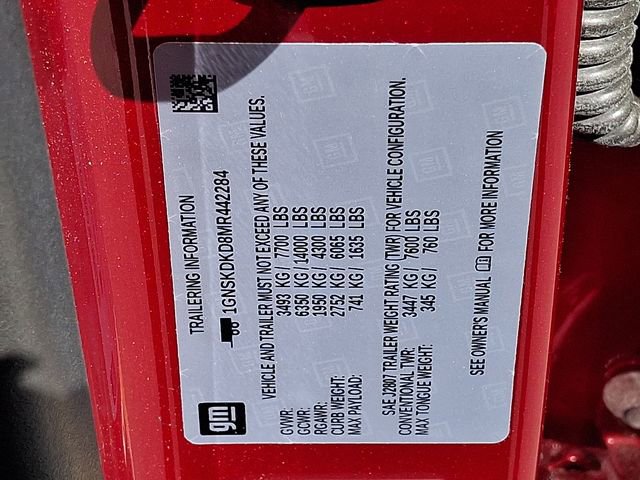 gm
TRAILERING INFORMATION
1GNSKDKD8MR442284
VEHICLE AND TRAILER MUST NOT EXCEED ANY OF THESE VALUES.
GVWR: 3493 KG / 7700 LBS
GCWR: 6350 KG / 14000 LBS
RGAWR: 1950 KG / 4300 LBS
CURB WEIGHT: 2752 KG / 6065 LBS
MAX PAYLOAD: 741 KG / 1635 LBS
SAE J2807 TRAILER WEIGHT RATING (TWR) FOR VEHICLE CONFIGURATION.
CONVENTIONAL TWR: 3447 KG / 7600 LBS
MAX TONGUE WEIGHT: 345 KG / 760 LBS
SEE OWNER'S MANUAL FOR MORE INFORMATION